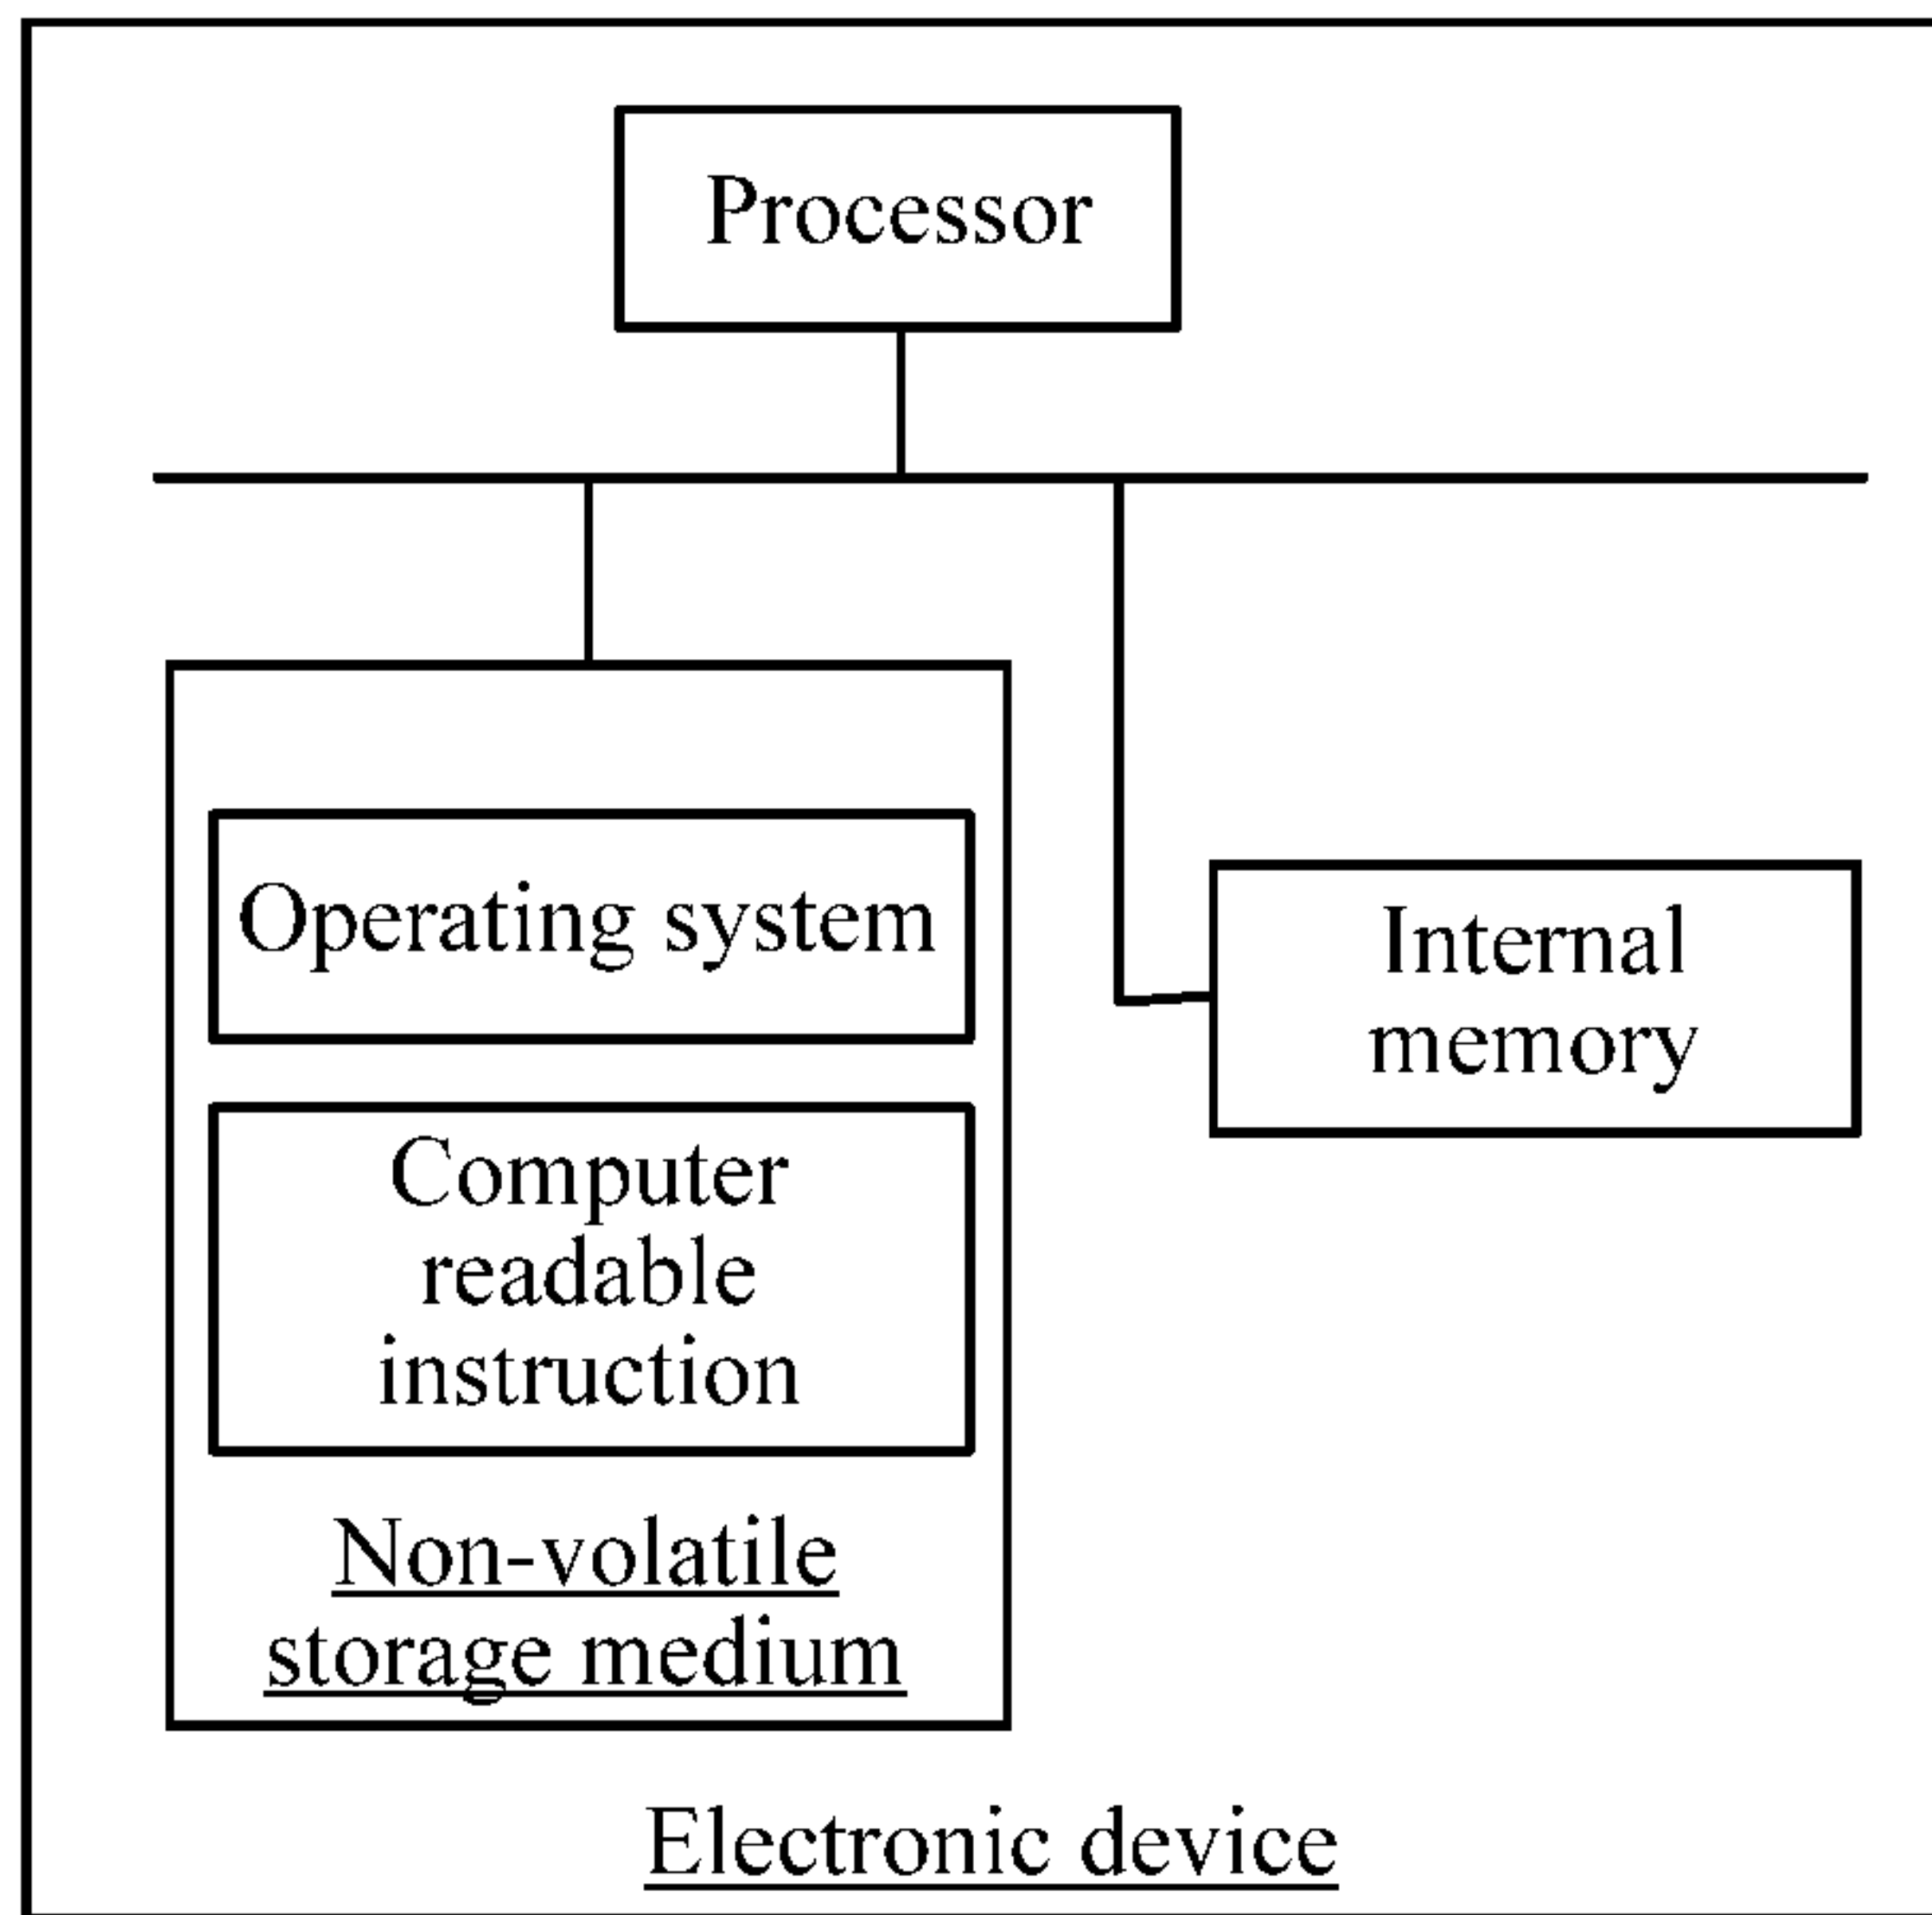 Processor
Operating system
Internal
memory
Computer
readable
instruction
Non-volatile
storage medium
Electronic device